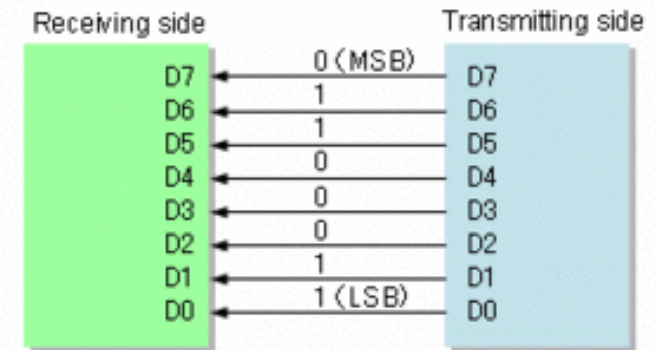 Receiving side Transmitting side
0(MSB)
D7 D7
1
D6 D6
1
D5 D5
0
D4 D4
0
D3 D3
0
D2 D2
1
D1 D1
1(LSB)
D0 D0